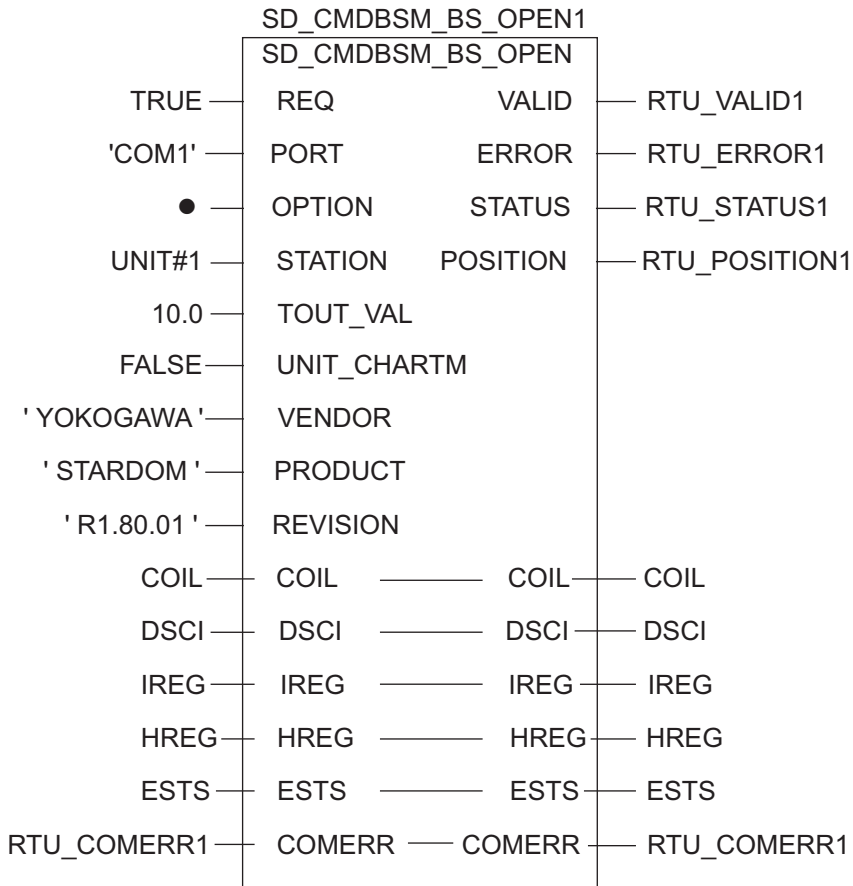 SD_CMDBSM_BS_OPEN1
SD_CMDBSM_BS_OPEN
TRUE REQ VALID RTU_VALID1
'COM1' PORT ERROR RTU_ERROR1
OPTION STATUS RTU_STATUS1
UNIT#1 STATION POSITION RTU_POSITION1
10.0 TOUT_VAL
FALSE UNIT_CHARTM
' YOKOGAWA ' VENDOR
' STARDOM ' PRODUCT
' R1.80.01 ' REVISION
COIL COIL COIL COIL
DSCI DSCI DSCI DSCI
IREG IREG IREG IREG
HREG HREG HREG HREG
ESTS ESTS ESTS ESTS
RTU_COMERR1 COMERR COMERR RTU_COMERR1